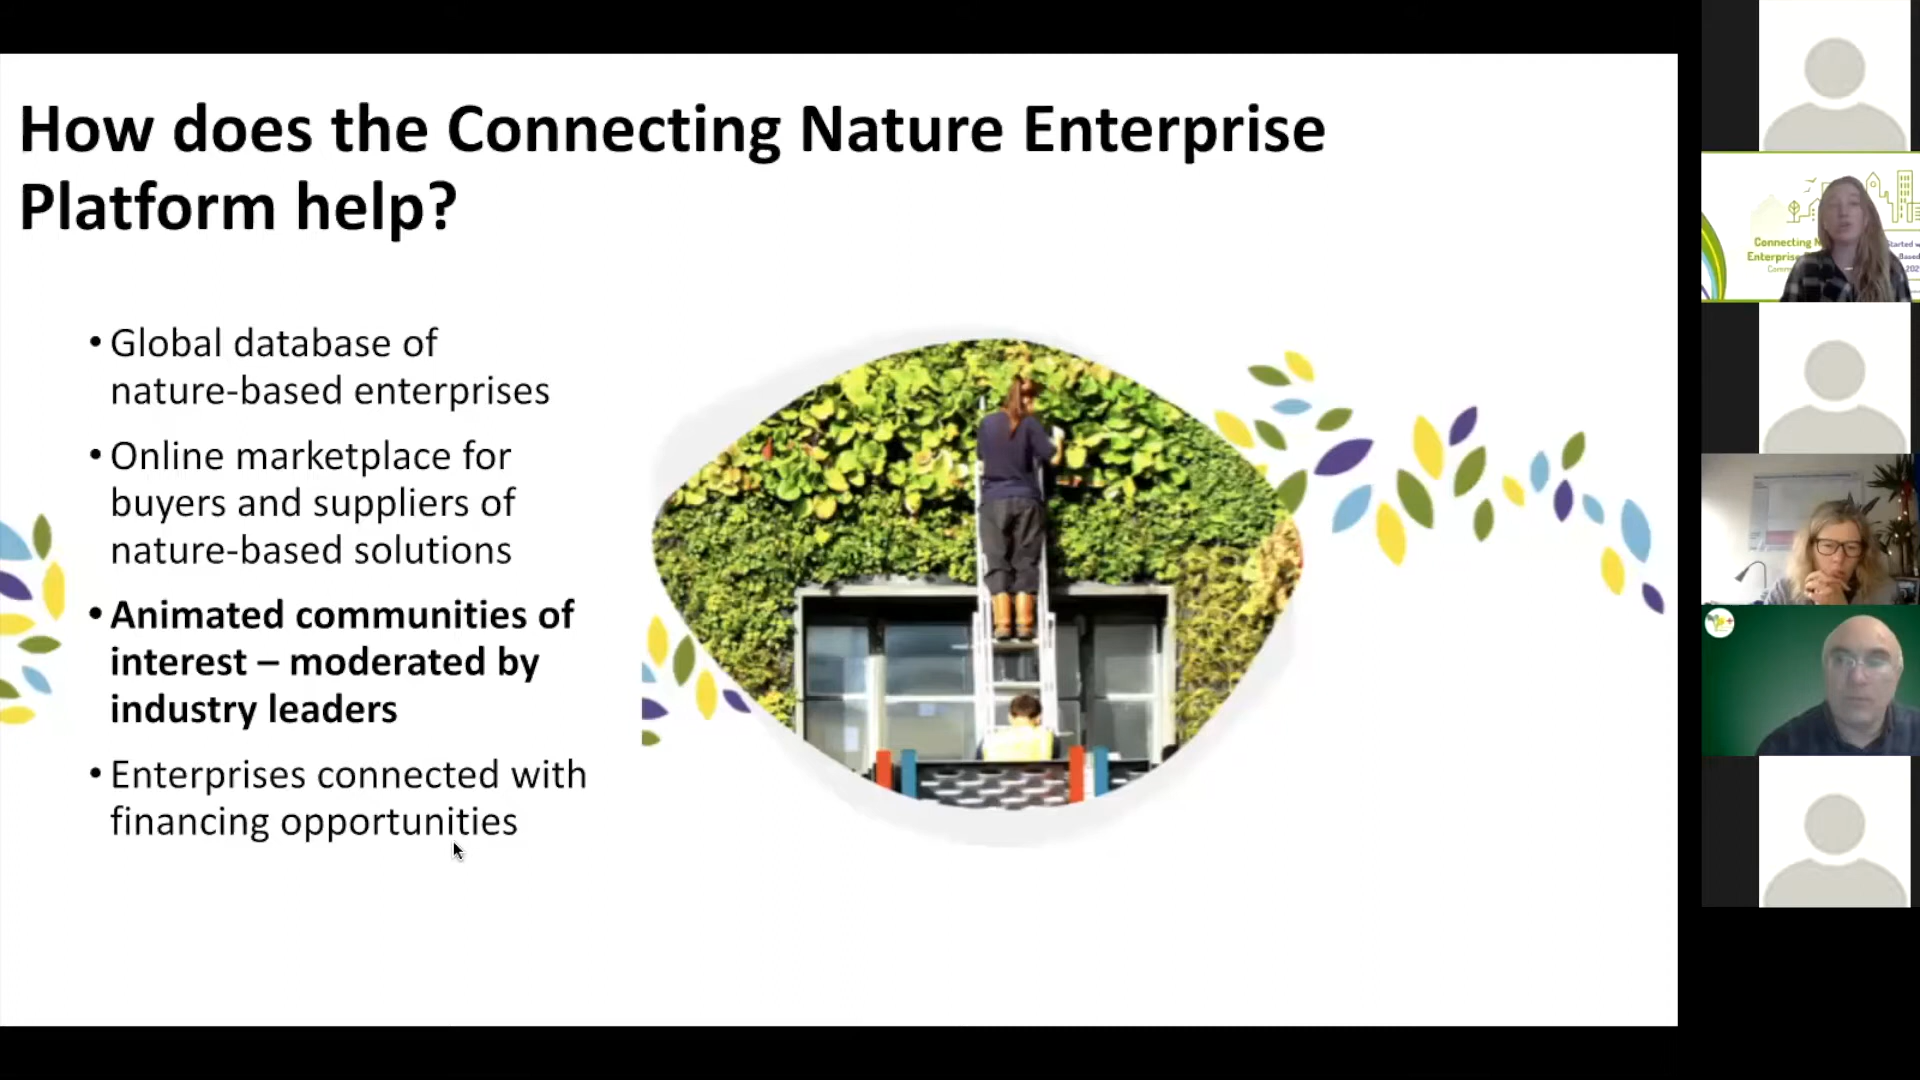 How does the Connecting Nature Enterprise
Platform help?
• Global database of
nature-based enterprises
• Online marketplace for
buyers and suppliers of
nature-based solutions
• Animated communities of
interest – moderated by
industry leaders
• Enterprises connected with
financing opportunities
Connecting
Enterprise